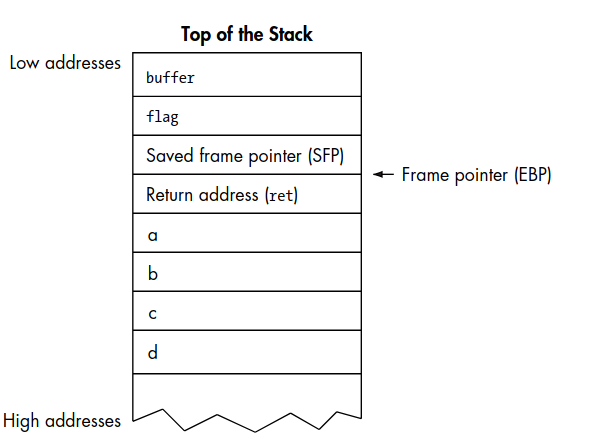 Top of the Stack
Low addresses
buffer
flag
Saved frame pointer (SFP)
Frame pointer (EBP)
Return address (ret)
a
b
c
d
High addresses